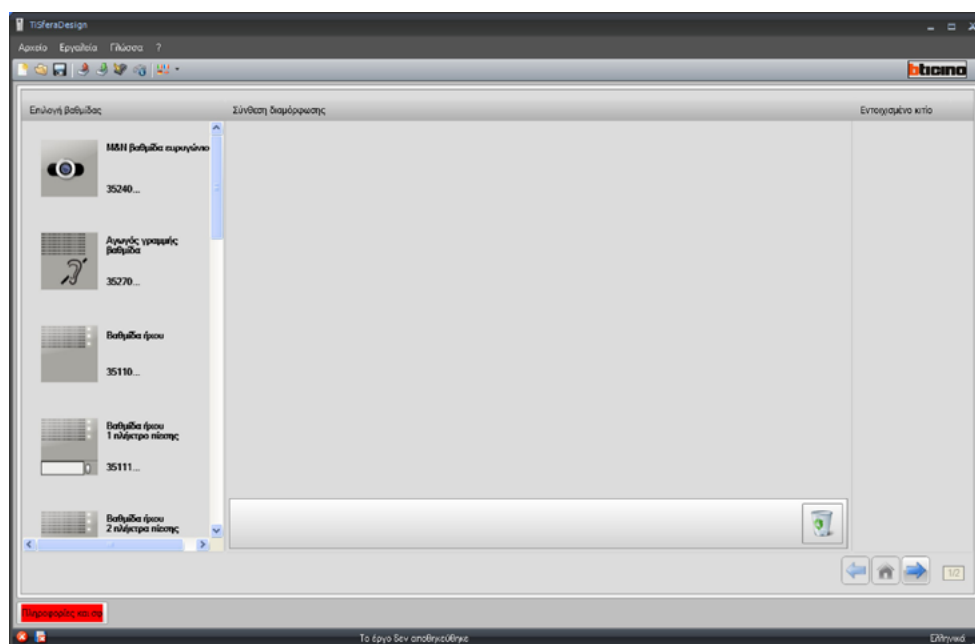 TiSferaDesign
Αρχείο Εργαλεία Γλώσσα ?
bticino
Επιλογή βαθμίδας Σύνθεση διαμόρφωσης Εντοιχισμένο κιτίο
M&N βαθμίδα ευρυγώνιο
35240...
Αγωγός γραμμής
βαθμίδα
35270...
Βαθμίδα ήχου
35110...
Βαθμίδα ήχου
1 πλήκτρο πίεσης
35111...
Βαθμίδα ήχου
2 πλήκτρα πίεσης
1/2
Πληροφορίες και σφ
Το έργο δεν αποθηκεύθηκε Ελληνικά